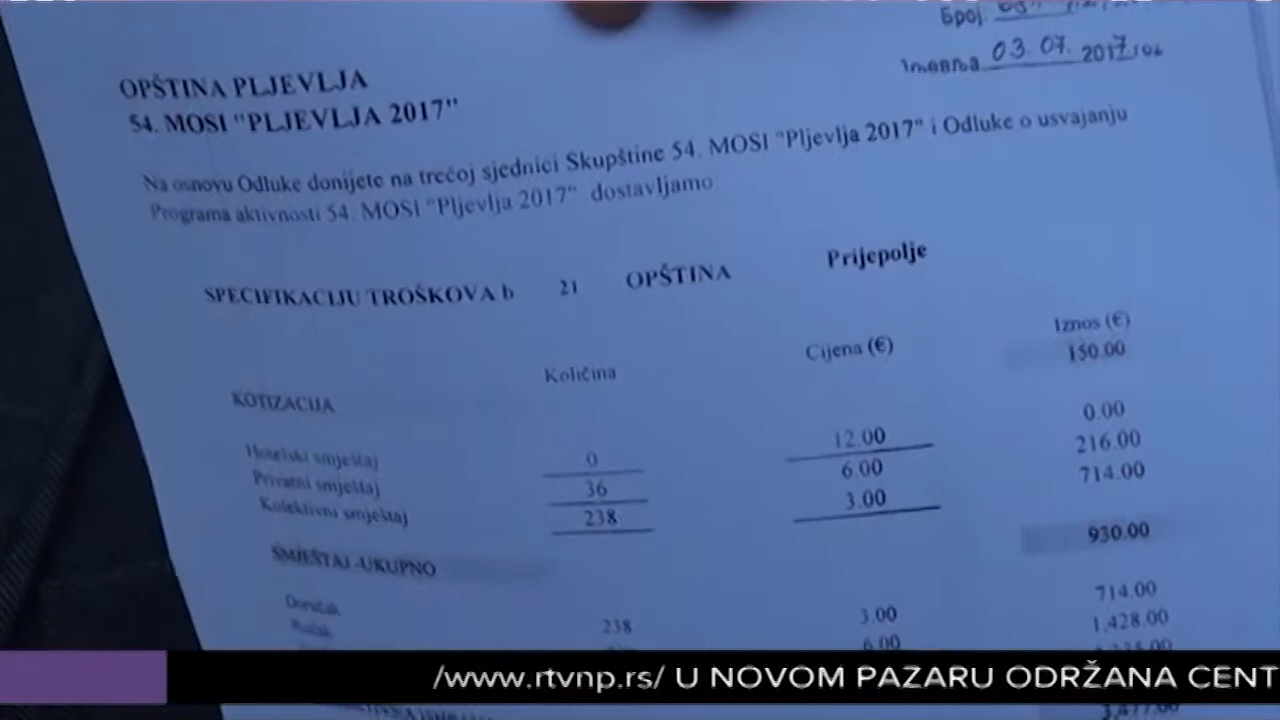 Број
03. 07. 2017
OPŠTINA PLJEVLJA
54. MOSI "PLJEVLJA 2017"
Na osnovu Odluke donijete na trećoj sjednici Skupštine 54. MOSI "Pljevlja 2017" i Odluke o usvajanju
Programa aktivnosti 54. MOSI "Pljevlja 2017" dostavljamo
SPECIFIKACIJU TROŠKOVA b 21 OPŠTINA Prijepolje
Količina Cijena (€) Iznos (€)
KOTIZACIJA 150.00
Hotelski smještaj 0 12.00 0.00
Privatni smještaj 36 6.00 216.00
Kolektivni smještaj 238 3.00 714.00
SMJEŠTAJ -UKUPNO 930.00
Doručak 238 3.00 714.00
Ručak 6.00 1,428.00
/www.rtvnp.rs/ U NOVOM PAZARU ODRŽANA CENT